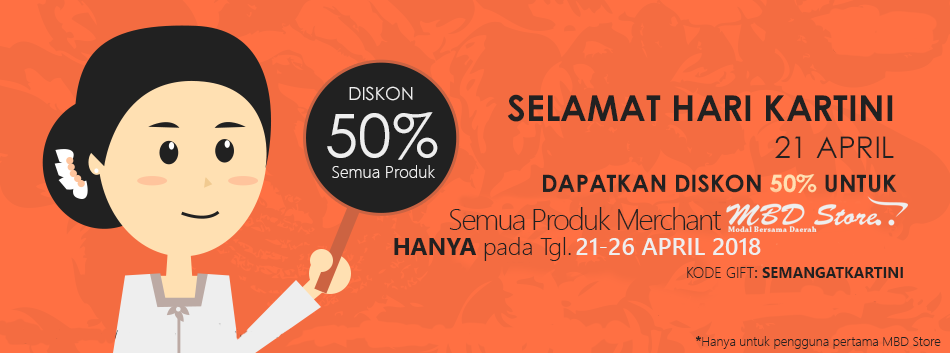 DISKON
50%
Semua Produk
SELAMAT HARI KARTINI
21 APRIL
DAPATKAN DISKON 50% UNTUK
Semua Produk Merchant MBD Store
Modal Bersama Daerah
HANYA pada Tgl. 21-26 APRIL 2018
KODE GIFT: SEMANGATKARTINI
*Hanya untuk pengguna pertama MBD Store